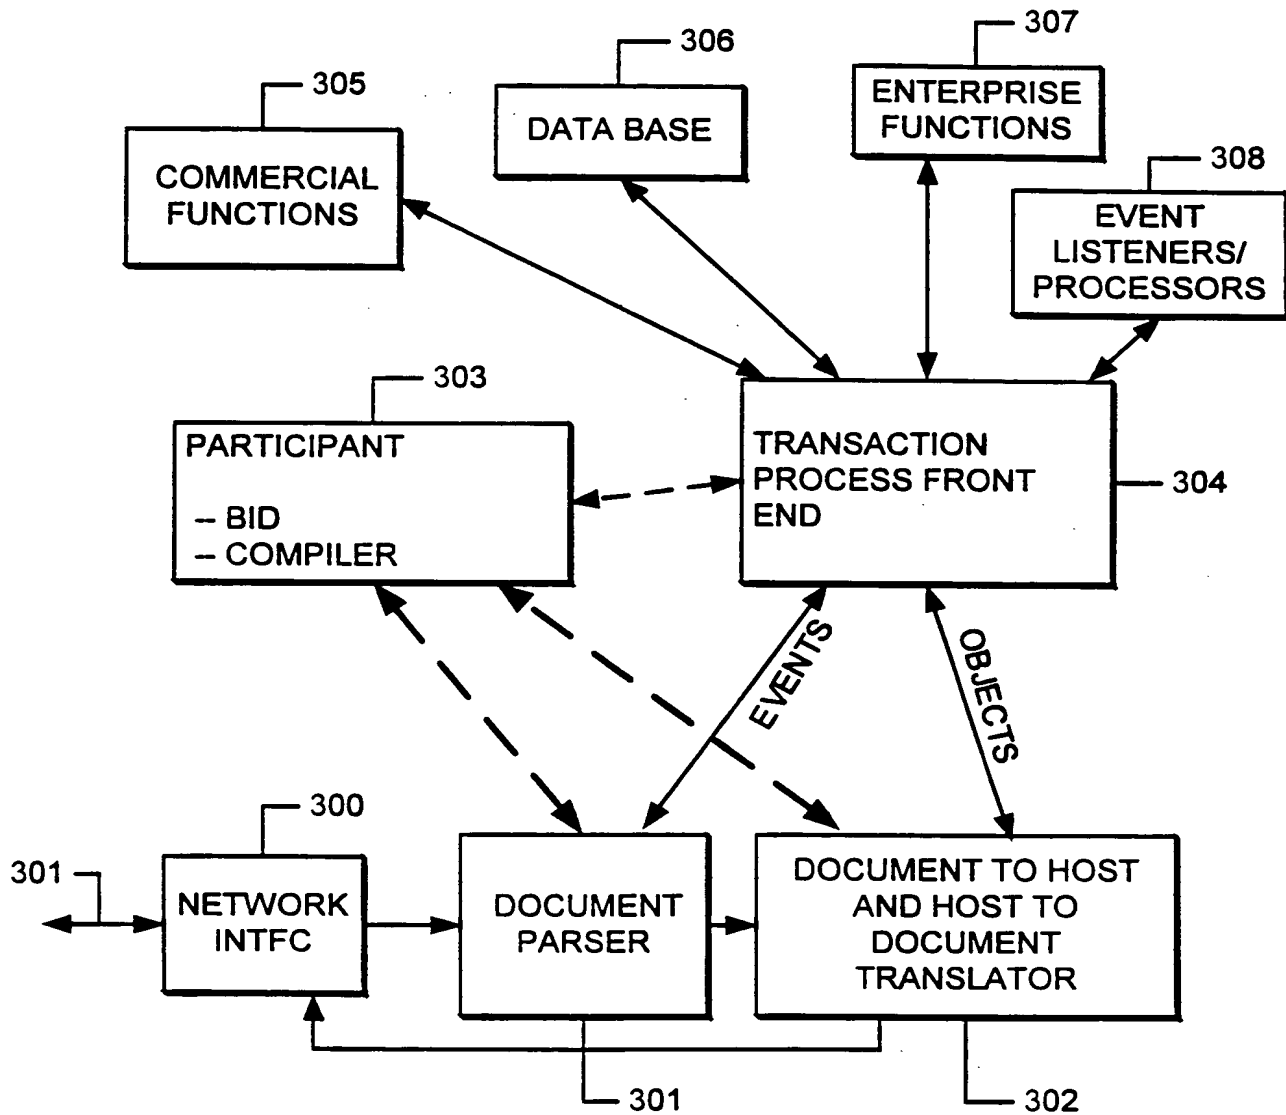 307
306
305
ENTERPRISE
FUNCTIONS
DATA BASE
308
COMMERCIAL
FUNCTIONS
EVENT
LISTENERS/
PROCESSORS
303
PARTICIPANT
– BID
– COMPILER
TRANSACTION
PROCESS FRONT
END
304
EVENTS
OBJECTS
300
301
NETWORK
INTFC
DOCUMENT
PARSER
DOCUMENT TO HOST
AND HOST TO
DOCUMENT
TRANSLATOR
301
302